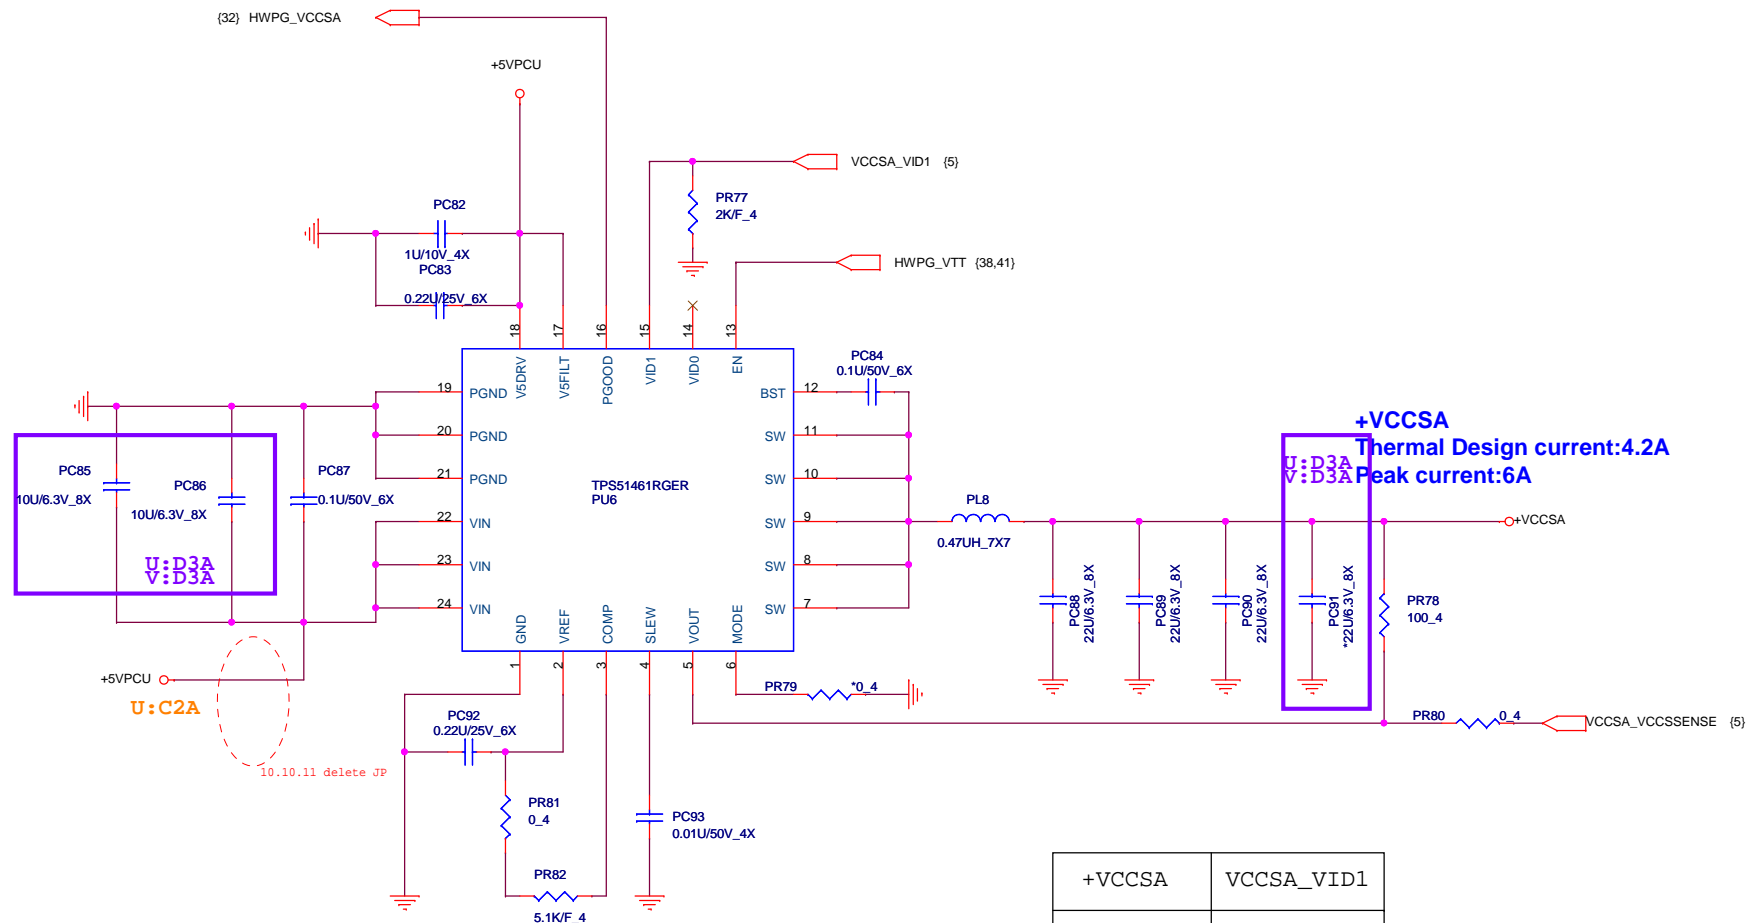 {32} HWPG_VCCSA
+5VPCU
VCCSA_VID1 {5}
PR77
2K/F_4
PC82
1U/10V_4X
PC83
0.22U/25V_6X
HWPG_VTT {38,41}
18
17
16
15
14
13
V5DRV
V5FILT
PGOOD
VID1
VID0
EN
PC84
0.1U/50V_6X
19 PGND
20 PGND
21 PGND
22 VIN
23 VIN
24 VIN
BST 12
SW 11
SW 10
SW 9
SW 8
SW 7
TPS51461RGER
PU6
PC85
10U/6.3V_8X
PC86
10U/6.3V_8X
PC87
0.1U/50V_6X
U:D3A
V:D3A
+VCCSA
Thermal Design current:4.2A
Peak current:6A
U:D3A
V:D3A
PL8
0.47UH_7X7
+VCCSA
PC88
22U/6.3V_8X
PC89
22U/6.3V_8X
PC90
22U/6.3V_8X
PC91
*22U/6.3V_8X
PR78
100_4
GND
VREF
COMP
SLEW
VOUT
MODE
1
2
3
4
5
6
+5VPCU
U:C2A
10.10.11 delete JP
PR79 *0_4
PR80 0_4
VCCSA_VCCSSENSE {5}
PC92
0.22U/25V_6X
PR81
0_4
PC93
0.01U/50V_4X
PR82
5.1K/F_4
+VCCSA VCCSA_VID1